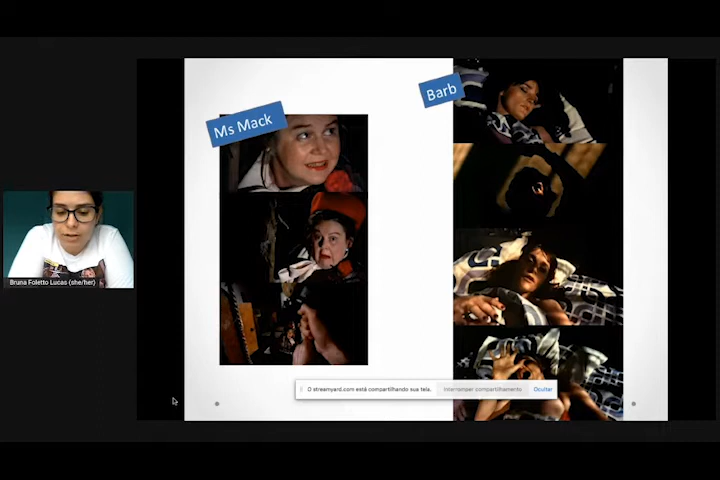 Ms Mack
Barb
Bruna Foletto Lucas (she/her)
O streamyard.com está compartilhando sua tela.
Interromper compartilhamento
Ocultar